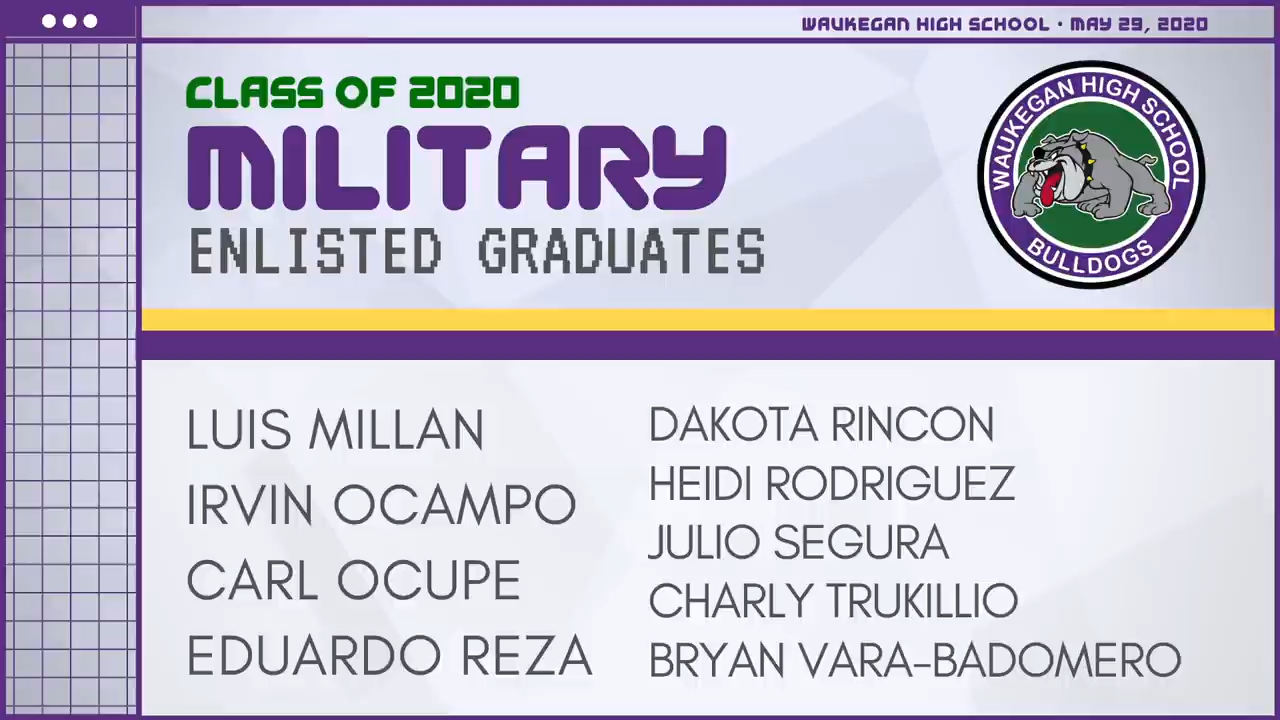 WAUKEGAN HIGH SCHOOL · MAY 29, 2020
CLASS OF 2020
MILITARY
ENLISTED GRADUATES
WAUKEGAN HIGH SCHOOL
BULLDOGS
LUIS MILLAN
IRVIN OCAMPO
CARL OCUPE
EDUARDO REZA
DAKOTA RINCON
HEIDI RODRIGUEZ
JULIO SEGURA
CHARLY TRUKILLIO
BRYAN VARA-BADOMERO